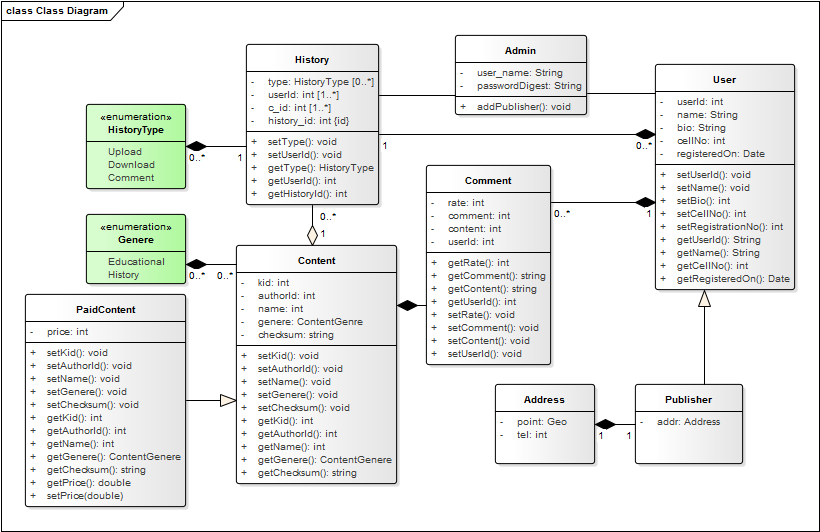 class Class Diagram
History
- type: HistoryType [0..*]
- userId: int [1..*]
- c_id: int [1..*]
- history_id: int {id}
+ setType(): void
+ setUserId(): void
+ getType(): HistoryType
+ getUserId(): int
+ getHistoryId(): int
Admin
- user_name: String
- passwordDigest: String
+ addPublisher(): void
User
- userId: int
- name: String
- bio: String
- cellNo: int
- registeredOn: Date
+ setUserId(): void
+ setName(): void
+ setBio(): int
+ setCellNo(): int
+ setRegistrationNo(): int
+ getUserId(): String
+ getName(): String
+ getCellNo(): int
+ getRegisteredOn(): Date
«enumeration»
HistoryType
Upload
Download
Comment
0..*
1
1
0..*
Comment
- rate: int
- comment: int
- content: int
- userId: int
+ getRate(): int
+ getComment(): string
+ getContent(): string
+ getUserId(): int
+ setRate(): void
+ setComment(): void
+ setContent(): void
+ setUserId(): void
0..*
1
«enumeration»
Genere
Educational
History
0..*
0..*
0..*
1
Content
- kid: int
- authorId: int
- name: int
- genere: ContentGenre
- checksum: string
+ setKid(): void
+ setAuthorId(): void
+ setName(): void
+ setGenere(): void
+ setChecksum(): void
+ getKid(): int
+ getAuthorId(): int
+ getName(): int
+ getGenere(): ContentGenere
+ getChecksum(): string
PaidContent
- price: int
+ setKid(): void
+ setAuthorId(): void
+ setName(): void
+ setGenere(): void
+ setChecksum(): void
+ getKid(): int
+ getAuthorId(): int
+ getName(): int
+ getGenere(): ContentGenere
+ getChecksum(): string
+ getPrice(): double
+ setPrice(double)
Address
- point: Geo
- tel: int
1
1
Publisher
- addr: Address